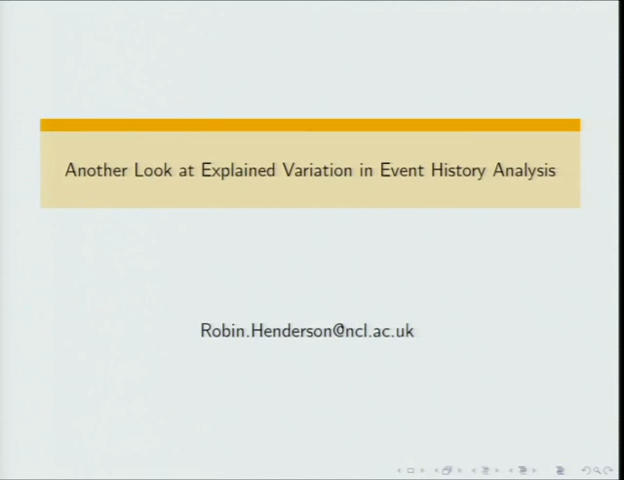 Another Look at Explained Variation in Event History Analysis
Robin.Henderson@ncl.ac.uk